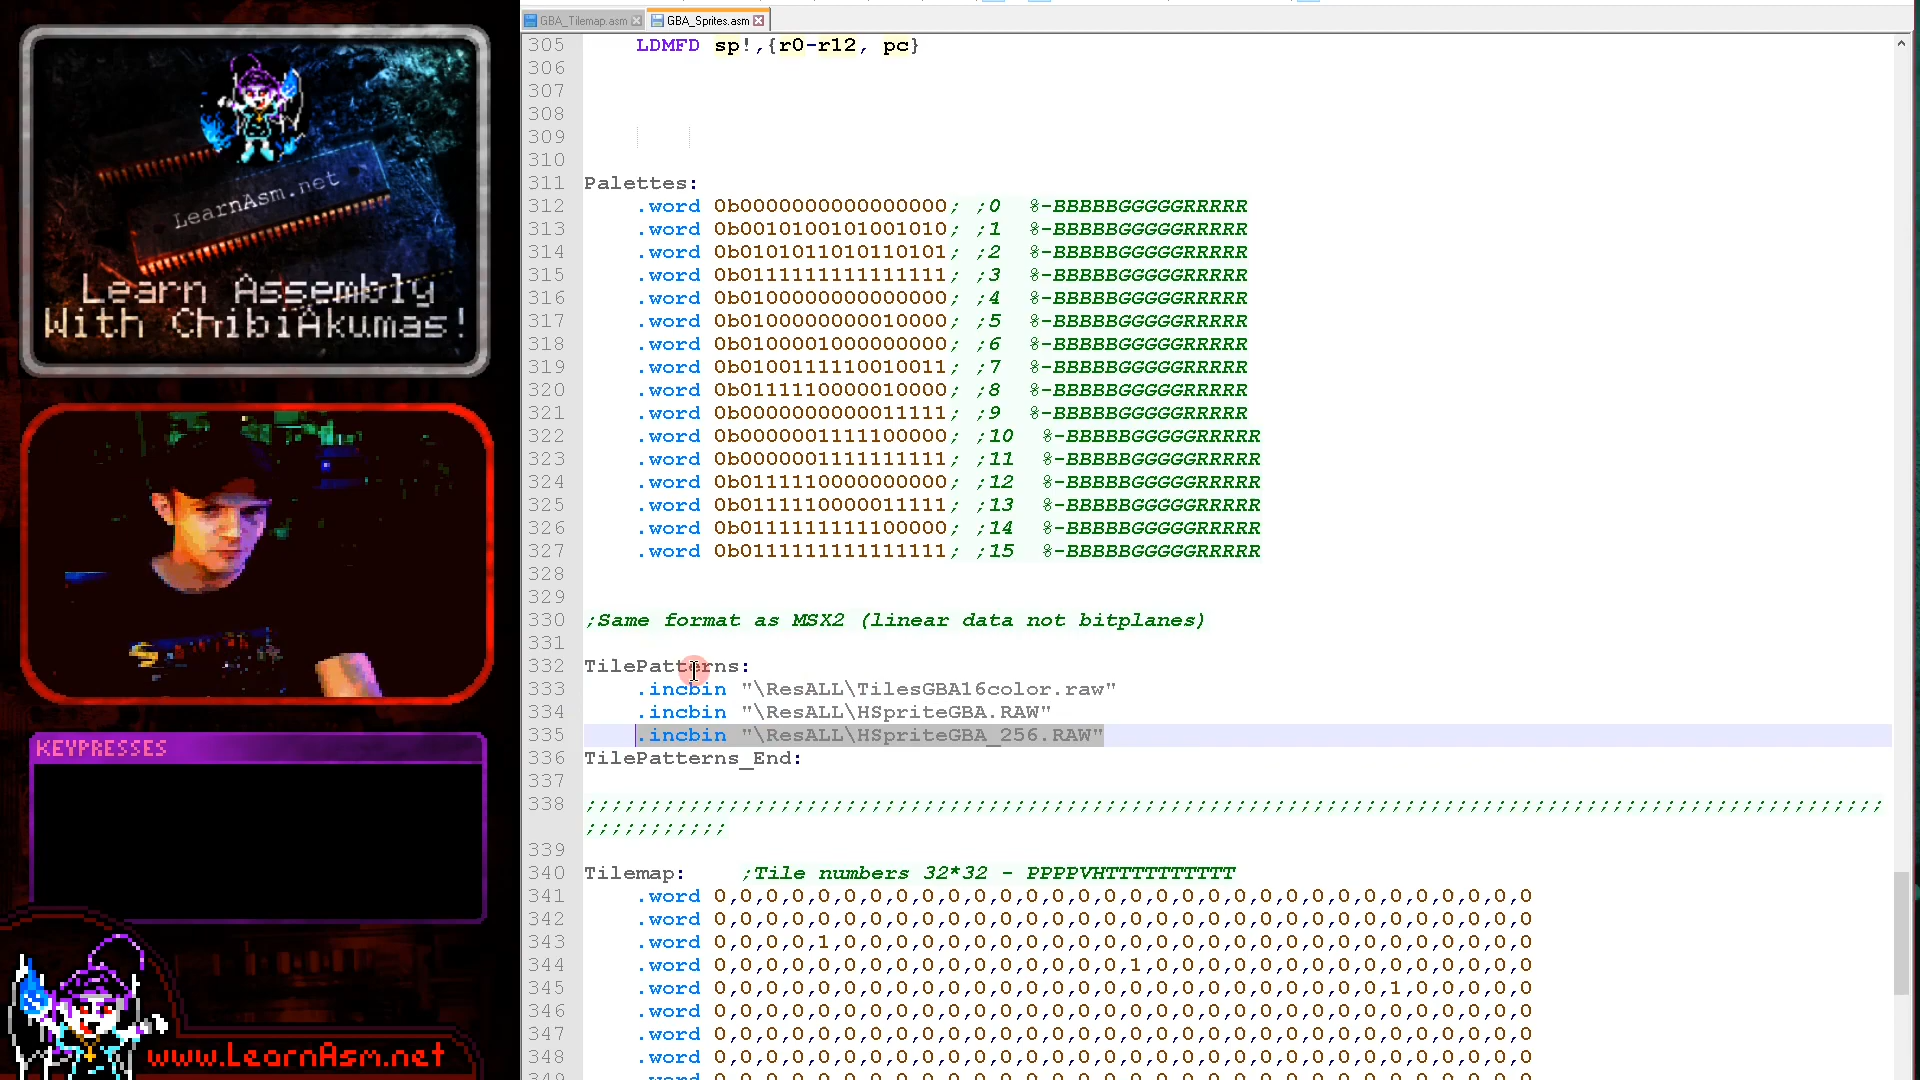 LearnAsm.net
Learn Assembly
With ChibiAkumas!
KEYPRESSES
www.LearnAsm.net
GBA_Tilemap.asm GBA_Sprites.asm
305 LDMFD sp!,{r0-r12, pc}
306
307
308
309
310
311 Palettes:
312 .word 0b0000000000000000; ;0 %-BBBBBGGGGGRRRRR
313 .word 0b0010100101001010; ;1 %-BBBBBGGGGGRRRRR
314 .word 0b0101011010110101; ;2 %-BBBBBGGGGGRRRRR
315 .word 0b0111111111111111; ;3 %-BBBBBGGGGGRRRRR
316 .word 0b0100000000000000; ;4 %-BBBBBGGGGGRRRRR
317 .word 0b0100000000010000; ;5 %-BBBBBGGGGGRRRRR
318 .word 0b0100001000000000; ;6 %-BBBBBGGGGGRRRRR
319 .word 0b0100111110010011; ;7 %-BBBBBGGGGGRRRRR
320 .word 0b0111110000010000; ;8 %-BBBBBGGGGGRRRRR
321 .word 0b0000000000011111; ;9 %-BBBBBGGGGGRRRRR
322 .word 0b0000001111100000; ;10 %-BBBBBGGGGGRRRRR
323 .word 0b0000001111111111; ;11 %-BBBBBGGGGGRRRRR
324 .word 0b0111110000000000; ;12 %-BBBBBGGGGGRRRRR
325 .word 0b0111110000011111; ;13 %-BBBBBGGGGGRRRRR
326 .word 0b0111111111100000; ;14 %-BBBBBGGGGGRRRRR
327 .word 0b0111111111111111; ;15 %-BBBBBGGGGGRRRRR
328
329
330 ;Same format as MSX2 (linear data not bitplanes)
331
332 TilePatterns:
333 .incbin "\ResALL\TilesGBA16color.raw"
334 .incbin "\ResALL\HSpriteGBA.RAW"
335 .incbin "\ResALL\HSpriteGBA_256.RAW"
336 TilePatterns_End:
337
338 ;;;;;;;;;;;;;;;;;;;;;;;;;;;;;;;;;;;;;;;;;;;;;;;;;;;;;;;;;;;;;;;;;;;;;;;;;;;;;;;;;;;;;;;;;;;;;;;;;;;;
;;;;;;;;;;;
339
340 Tilemap: ;Tile numbers 32*32 - PPPPVHTTTTTTTTTT
341 .word 0,0,0,0,0,0,0,0,0,0,0,0,0,0,0,0,0,0,0,0,0,0,0,0,0,0,0,0,0,0,0,0
342 .word 0,0,0,0,0,0,0,0,0,0,0,0,0,0,0,0,0,0,0,0,0,0,0,0,0,0,0,0,0,0,0,0
343 .word 0,0,0,0,1,0,0,0,0,0,0,0,0,0,0,0,0,0,0,0,0,0,0,0,0,0,0,0,0,0,0,0
344 .word 0,0,0,0,0,0,0,0,0,0,0,0,0,0,0,0,1,0,0,0,0,0,0,0,0,0,0,0,0,0,0,0
345 .word 0,0,0,0,0,0,0,0,0,0,0,0,0,0,0,0,0,0,0,0,0,0,0,0,0,0,1,0,0,0,0,0
346 .word 0,0,0,0,0,0,0,0,0,0,0,0,0,0,0,0,0,0,0,0,0,0,0,0,0,0,0,0,0,0,0,0
347 .word 0,0,0,0,0,0,0,0,0,0,0,0,0,0,0,0,0,0,0,0,0,0,0,0,0,0,0,0,0,0,0,0
348 .word 0,0,0,0,0,0,0,0,0,0,0,0,0,0,0,0,0,0,0,0,0,0,0,0,0,0,0,0,0,0,0,0